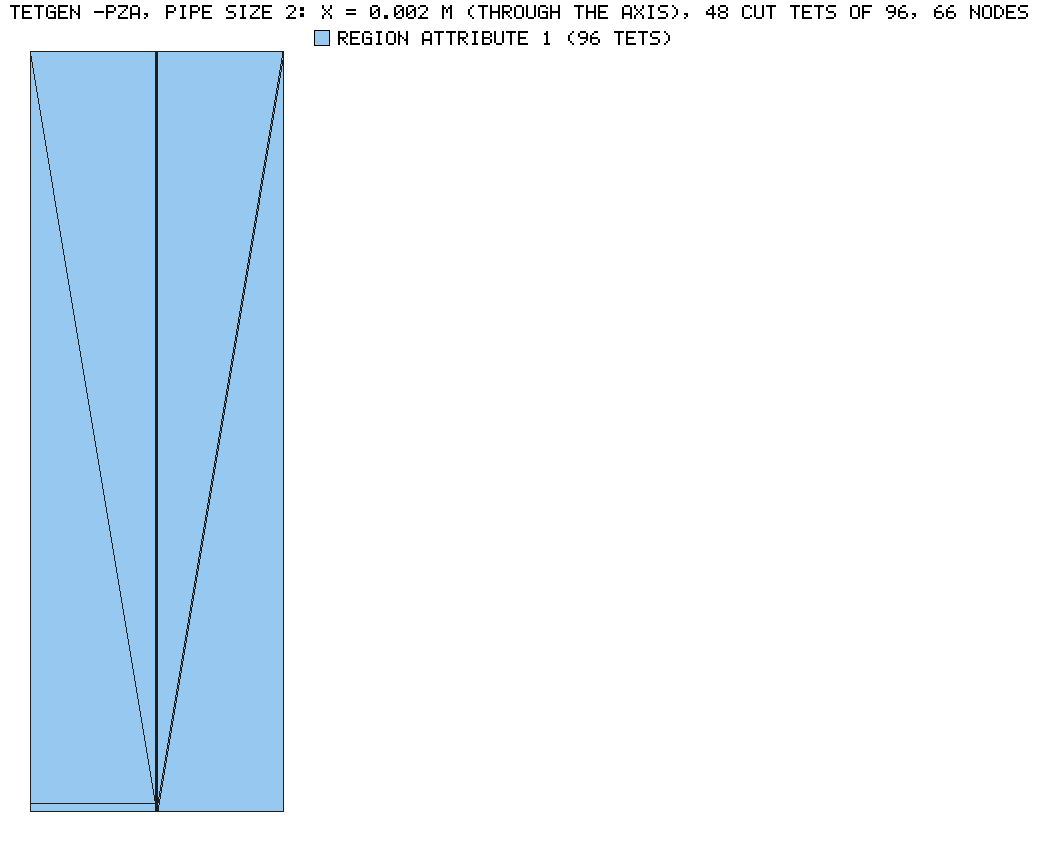 TETGEN -PZA, PIPE SIZE 2: X = 0.002 M (THROUGH THE AXIS), 48 CUT TETS OF 96, 66 NODES
REGION ATTRIBUTE 1 (96 TETS)